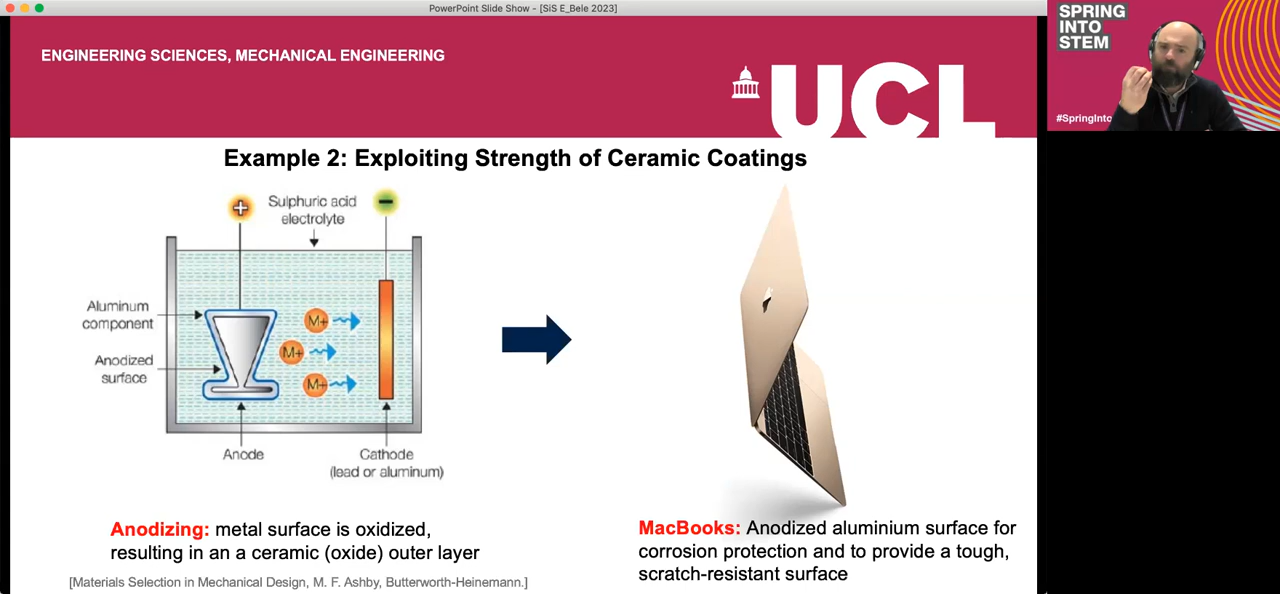 PowerPoint Slide Show - [SiS E_Bele 2023]
ENGINEERING SCIENCES, MECHANICAL ENGINEERING
UCL
SPRING
INTO
STEM
#SpringInto
Example 2: Exploiting Strength of Ceramic Coatings
+
Sulphuric acid
electrolyte
−
Aluminum
component
Anodized
surface
M+
M+
M+
Anode
Cathode
(lead or aluminum)
Anodizing: metal surface is oxidized,
resulting in an a ceramic (oxide) outer layer
[Materials Selection in Mechanical Design, M. F. Ashby, Butterworth-Heinemann.]
MacBooks: Anodized aluminium surface for
corrosion protection and to provide a tough,
scratch-resistant surface